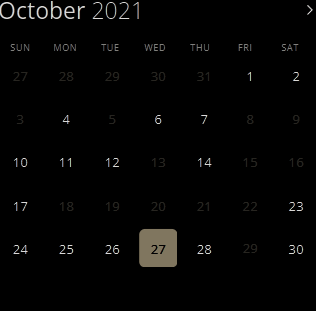 October 2021 >
SUN MON TUE WED THU FRI SAT
27 28 29 30 31 1 2
3 4 5 6 7 8 9
10 11 12 13 14 15 16
17 18 19 20 21 22 23
24 25 26 27 28 29 30